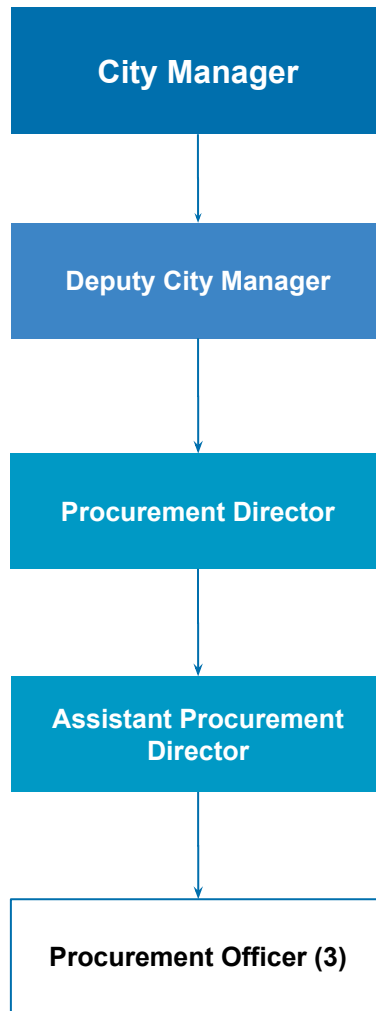 City Manager
Deputy City Manager
Procurement Director
Assistant Procurement
Director
Procurement Officer (3)